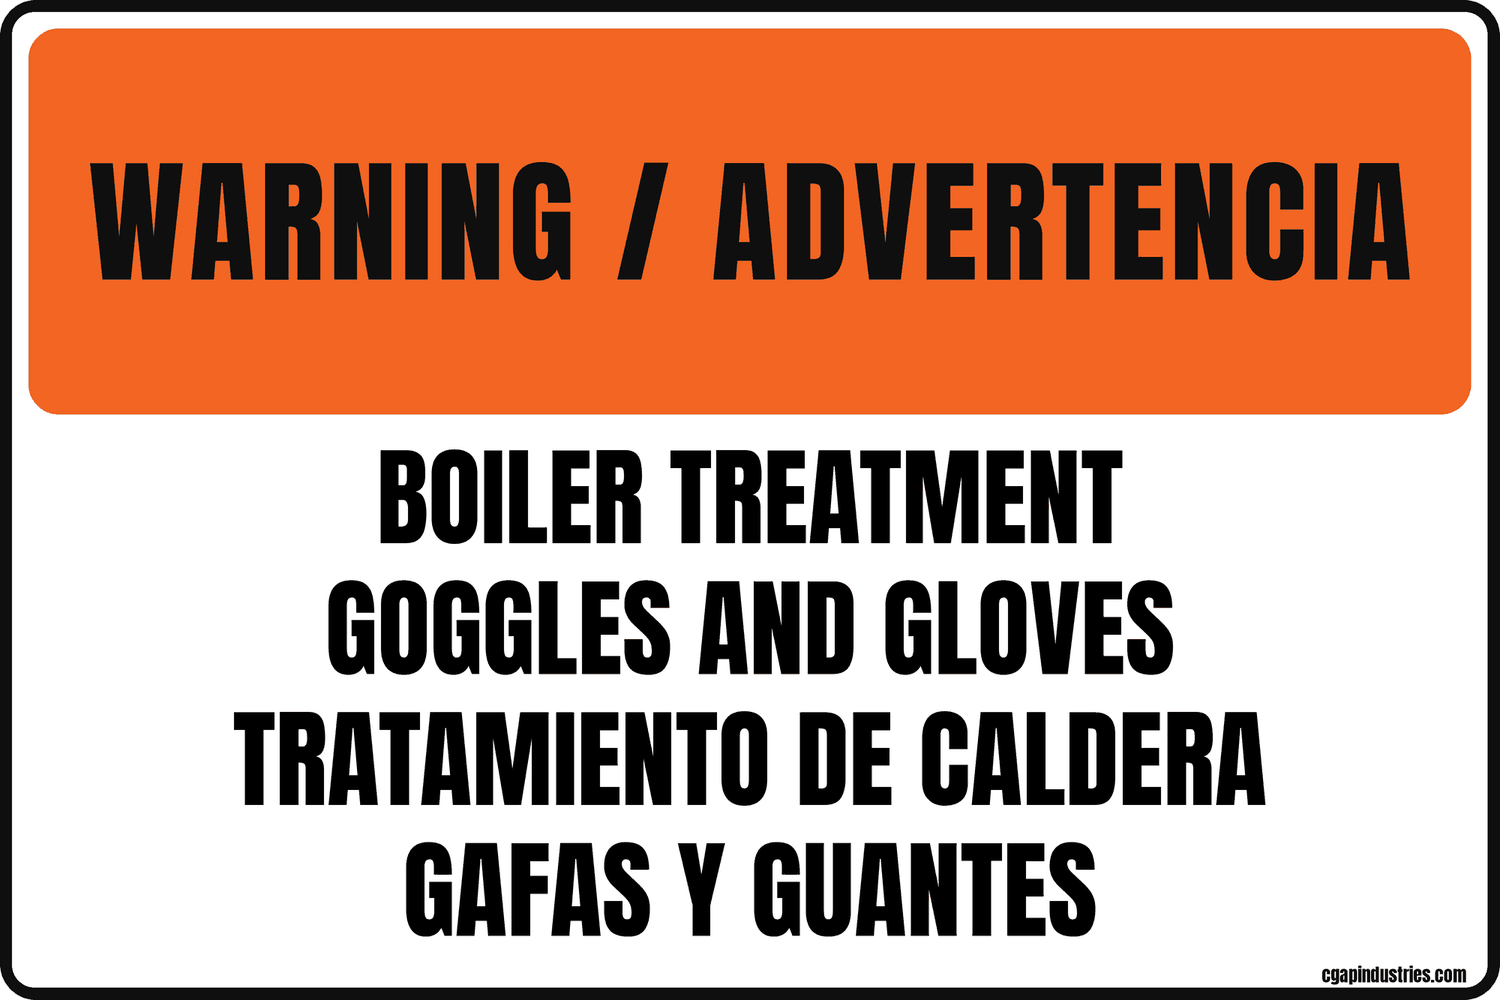 WARNING / ADVERTENCIA
BOILER TREATMENT
GOGGLES AND GLOVES
TRATAMIENTO DE CALDERA
GAFAS Y GUANTES
cgapindustries.com